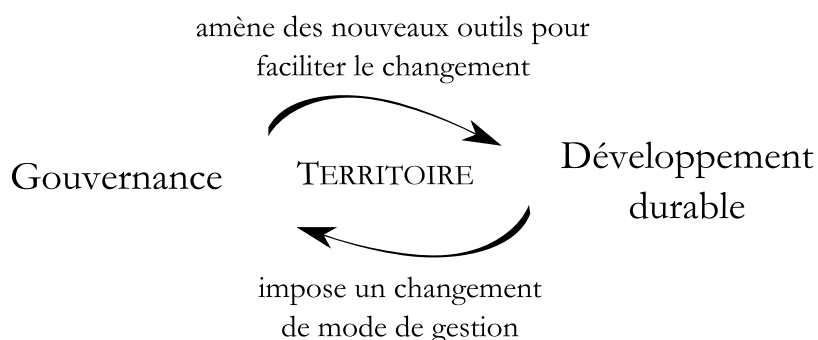 amène des nouveaux outils pour
faciliter le changement
Gouvernance
TERRITOIRE
Développement
durable
impose un changement
de mode de gestion